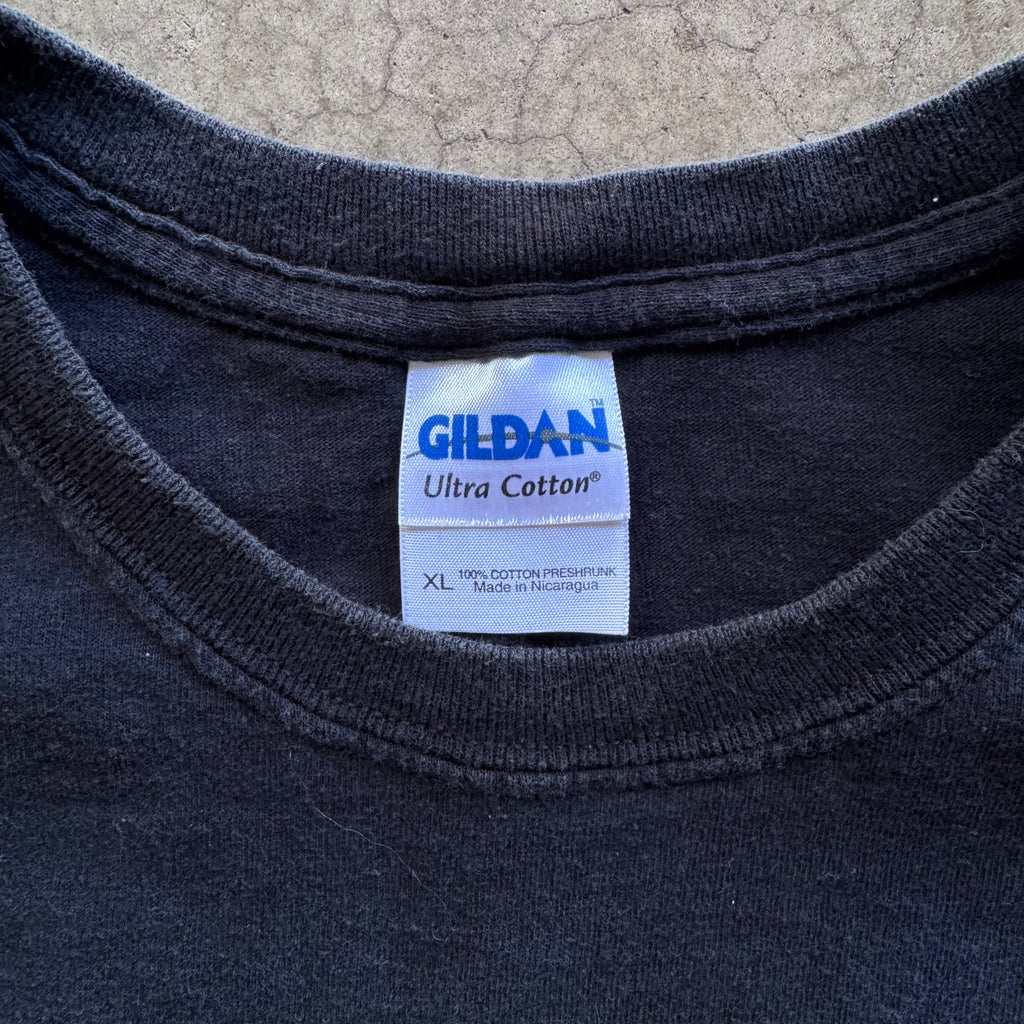 GILDAN™
Ultra Cotton®
XL 100% COTTON PRESHRUNK
Made in Nicaragua